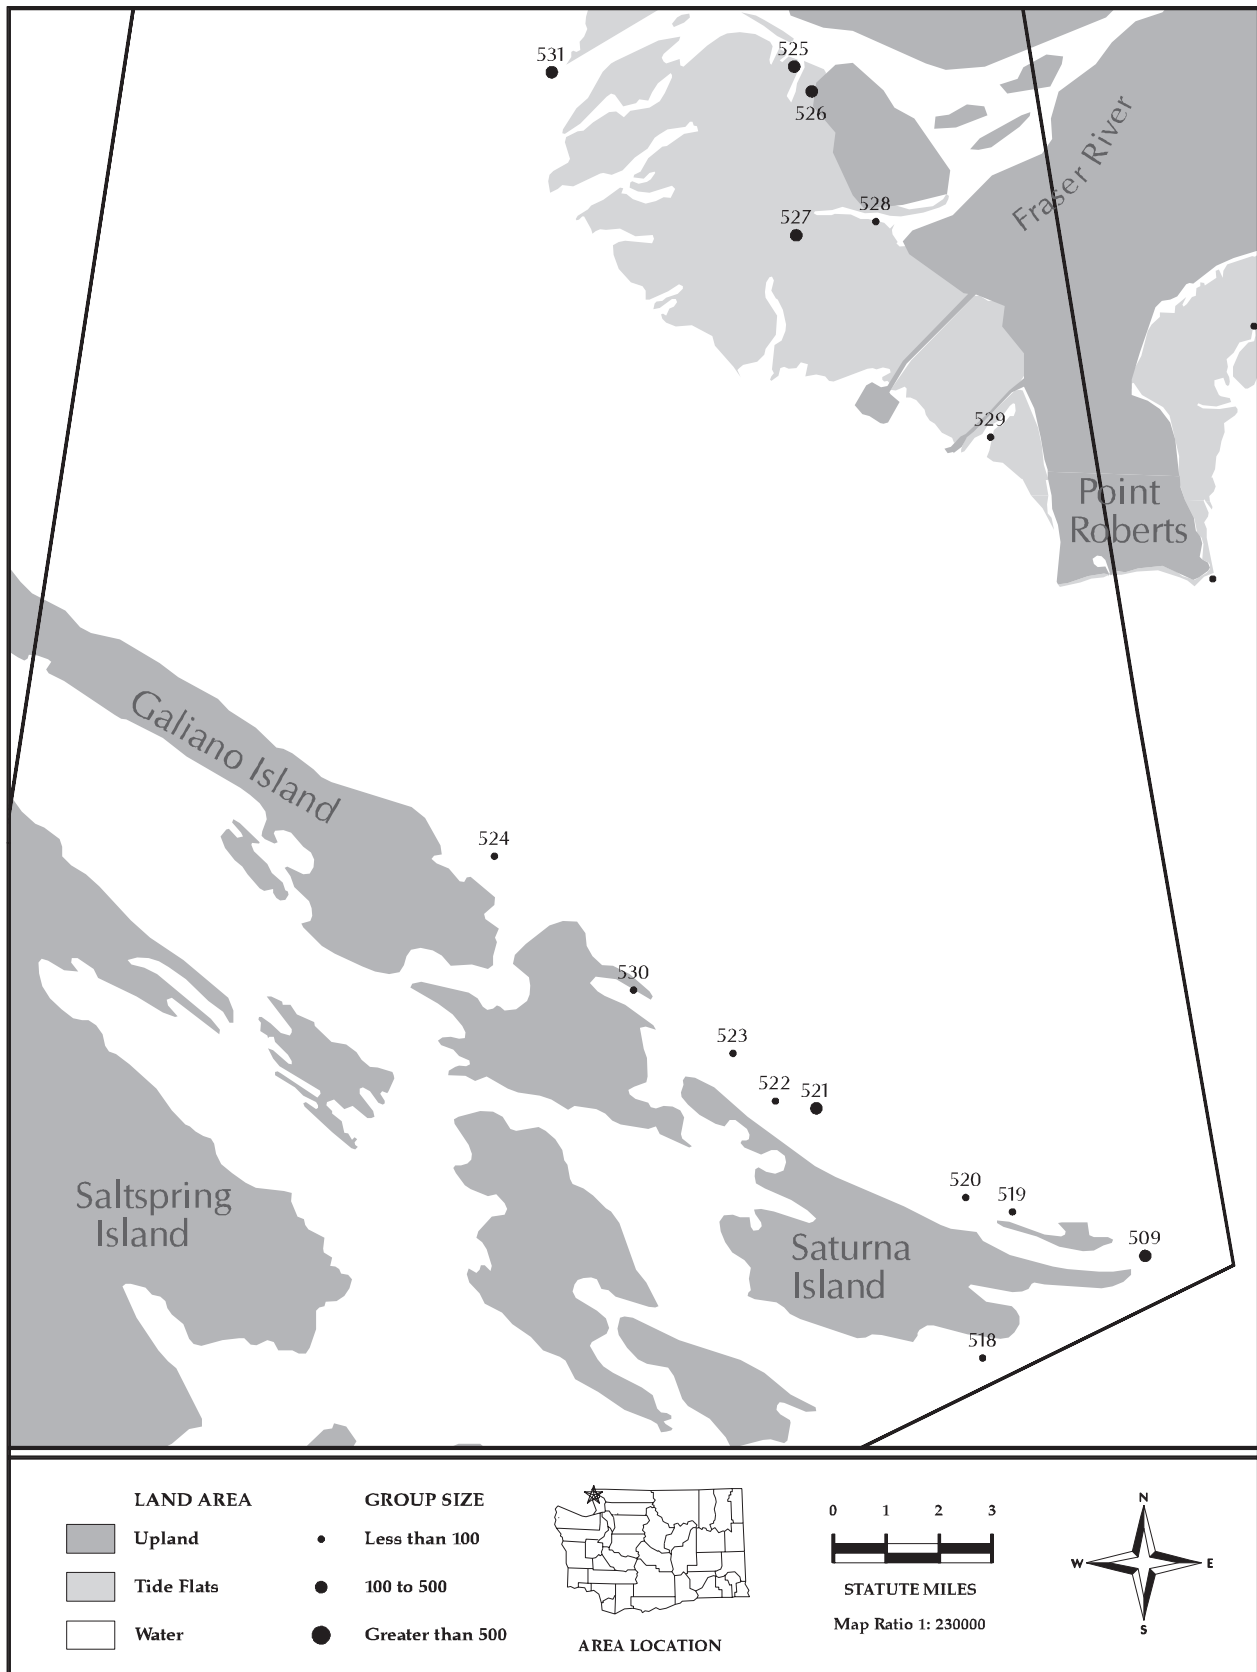 531
525
526
Fraser River
528
527
529
Point
Roberts
Galiano Island
524
530
523
522
521
Saltspring
Island
520
519
509
Saturna
Island
518
LAND AREA
Upland
Tide Flats
Water
GROUP SIZE
Less than 100
100 to 500
Greater than 500
AREA LOCATION
0 1 2 3
STATUTE MILES
Map Ratio 1: 230000
N
W E
S